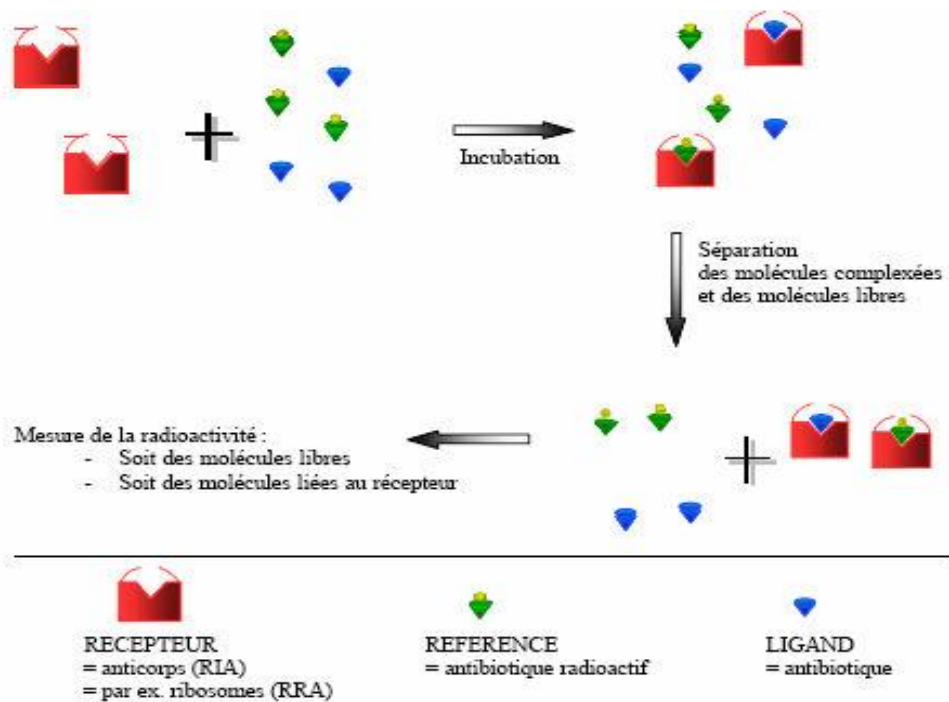 Incubation
Séparation
des molécules complexées
et des molécules libres
Mesure de la radioactivité :
- Soit des molécules libres
- Soit des molécules liées au récepteur
RECEPTEUR
= anticorps (RIA)
= par ex. ribosomes (RRA)
REFERENCE
= antibiotique radioactif
LIGAND
= antibiotique